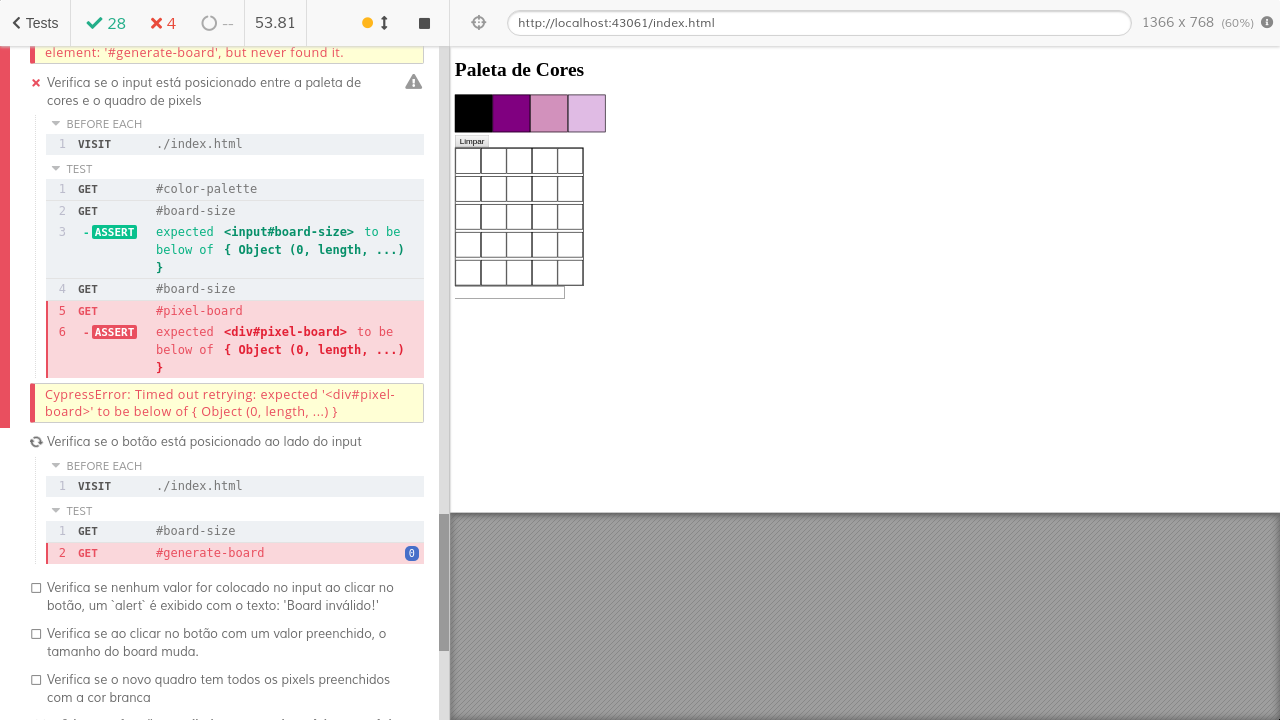 Tests 28 4 -- 53.81 http://localhost:43061/index.html 1366 x 768 (60%)
element: '#generate-board', but never found it.
Verifica se o input está posicionado entre a paleta de
cores e o quadro de pixels
BEFORE EACH
1 VISIT ./index.html
TEST
1 GET #color-palette
2 GET #board-size
3 - ASSERT expected <input#board-size> to be
below of { Object (0, length, ...)
}
4 GET #board-size
5 GET #pixel-board
6 - ASSERT expected <div#pixel-board> to be
below of { Object (0, length, ...)
}
CypressError: Timed out retrying: expected '<div#pixel-
board>' to be below of { Object (0, length, ...) }
Verifica se o botão está posicionado ao lado do input
BEFORE EACH
1 VISIT ./index.html
TEST
1 GET #board-size
2 GET #generate-board 0
Verifica se nenhum valor for colocado no input ao clicar no
botão, um `alert` é exibido com o texto: 'Board inválido!'
Verifica se ao clicar no botão com um valor preenchido, o
tamanho do board muda.
Verifica se o novo quadro tem todos os pixels preenchidos
com a cor branca
Paleta de Cores
Limpar